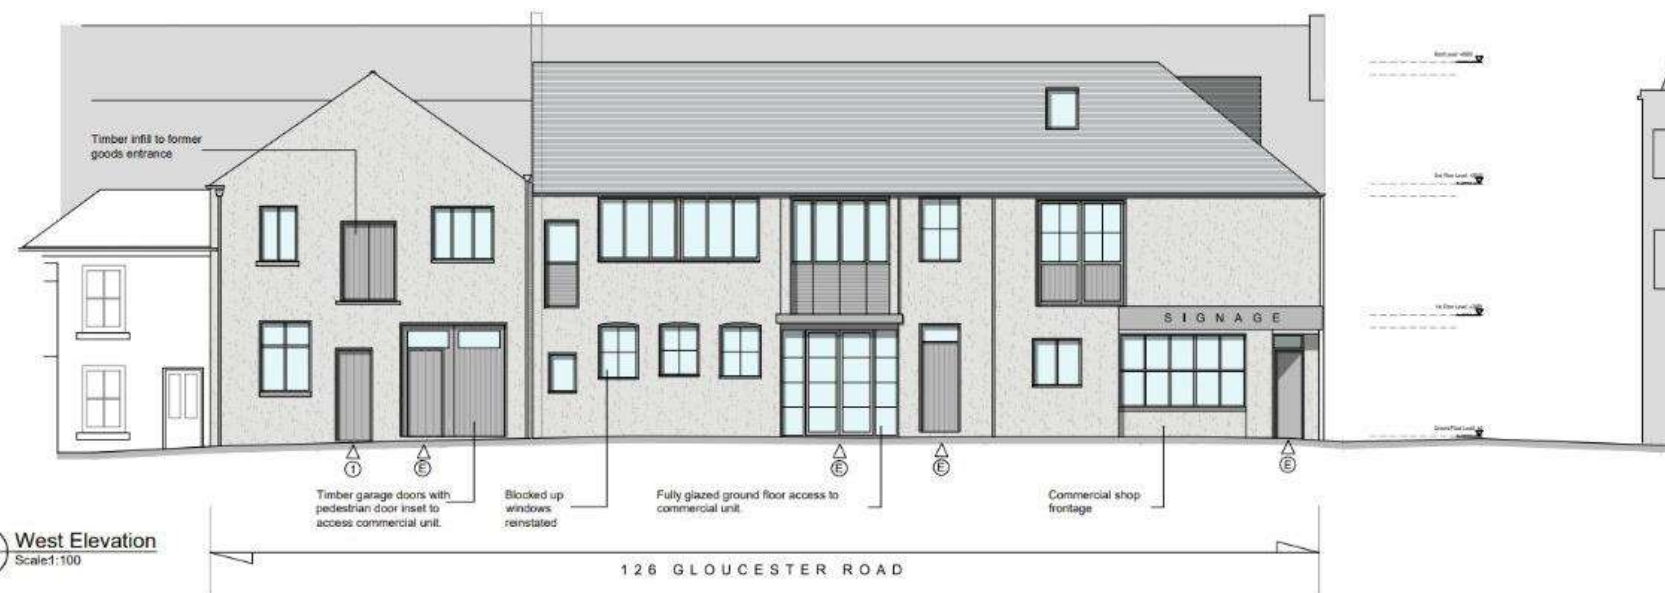 Timber infill to former
goods entrance
SIGNAGE
1
E
E
E
E
Timber garage doors with
pedestrian door inset to
access commercial unit.
Blocked up
windows
reinstated
Fully glazed ground floor access to
commercial unit.
Commercial shop
frontage
West Elevation
Scale1:100
126 GLOUCESTER ROAD